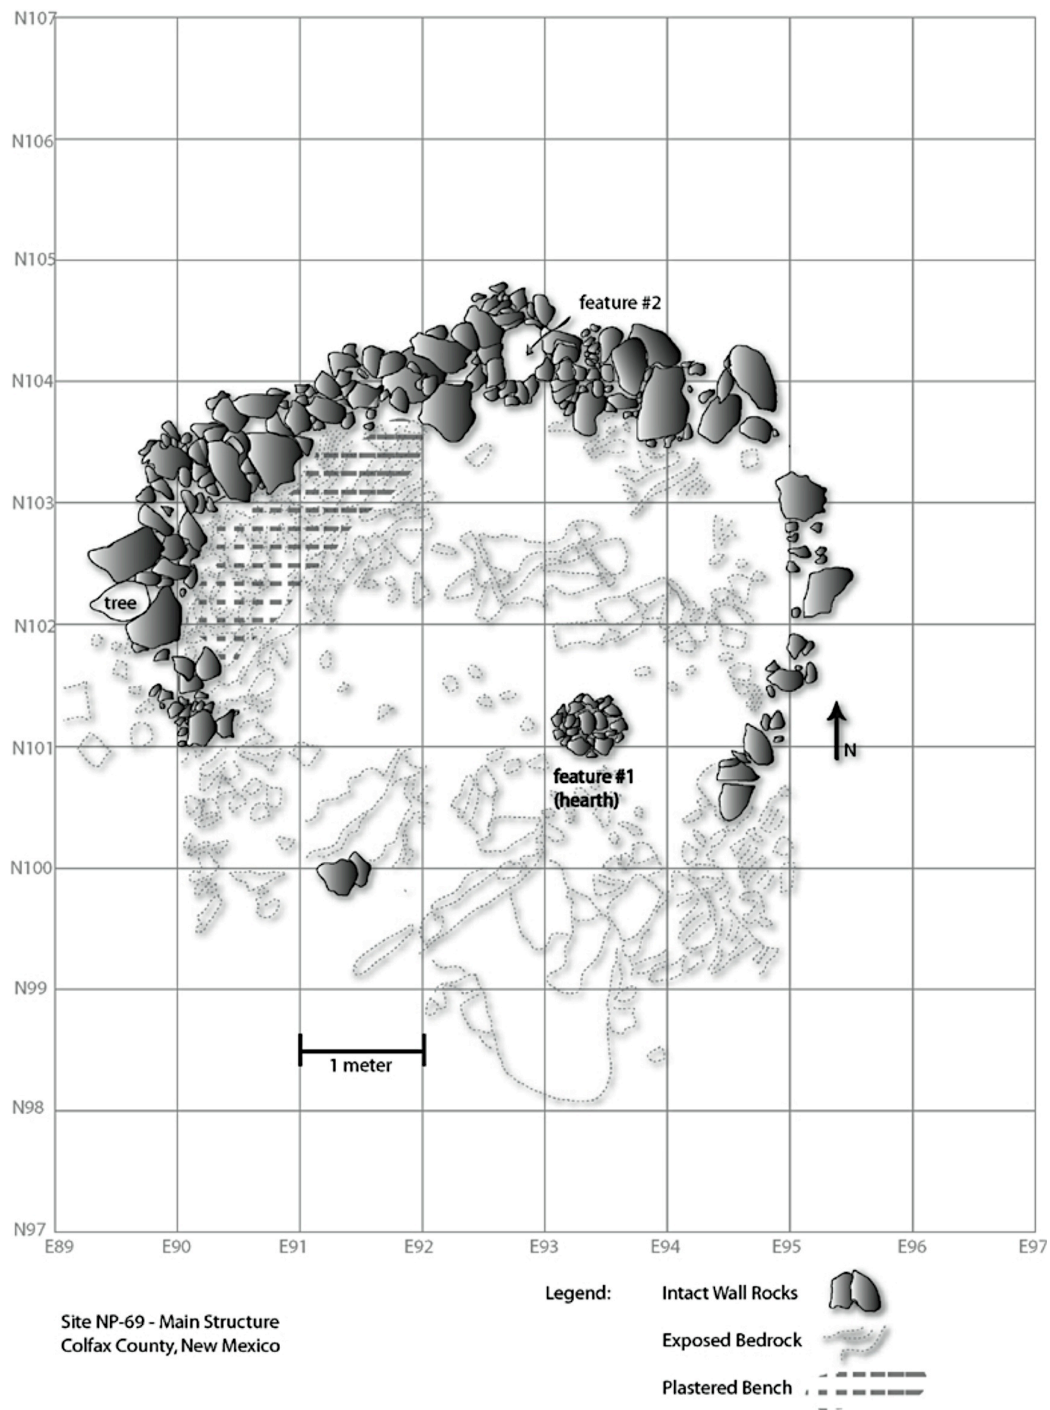 N107
N106
N105
feature #2
N104
N103
tree
N102
N101
N
feature #1
(hearth)
N100
N99
1 meter
N98
N97
E89 E90 E91 E92 E93 E94 E95 E96 E97
Legend: Intact Wall Rocks
Site NP-69 - Main Structure
Colfax County, New Mexico
Exposed Bedrock
Plastered Bench